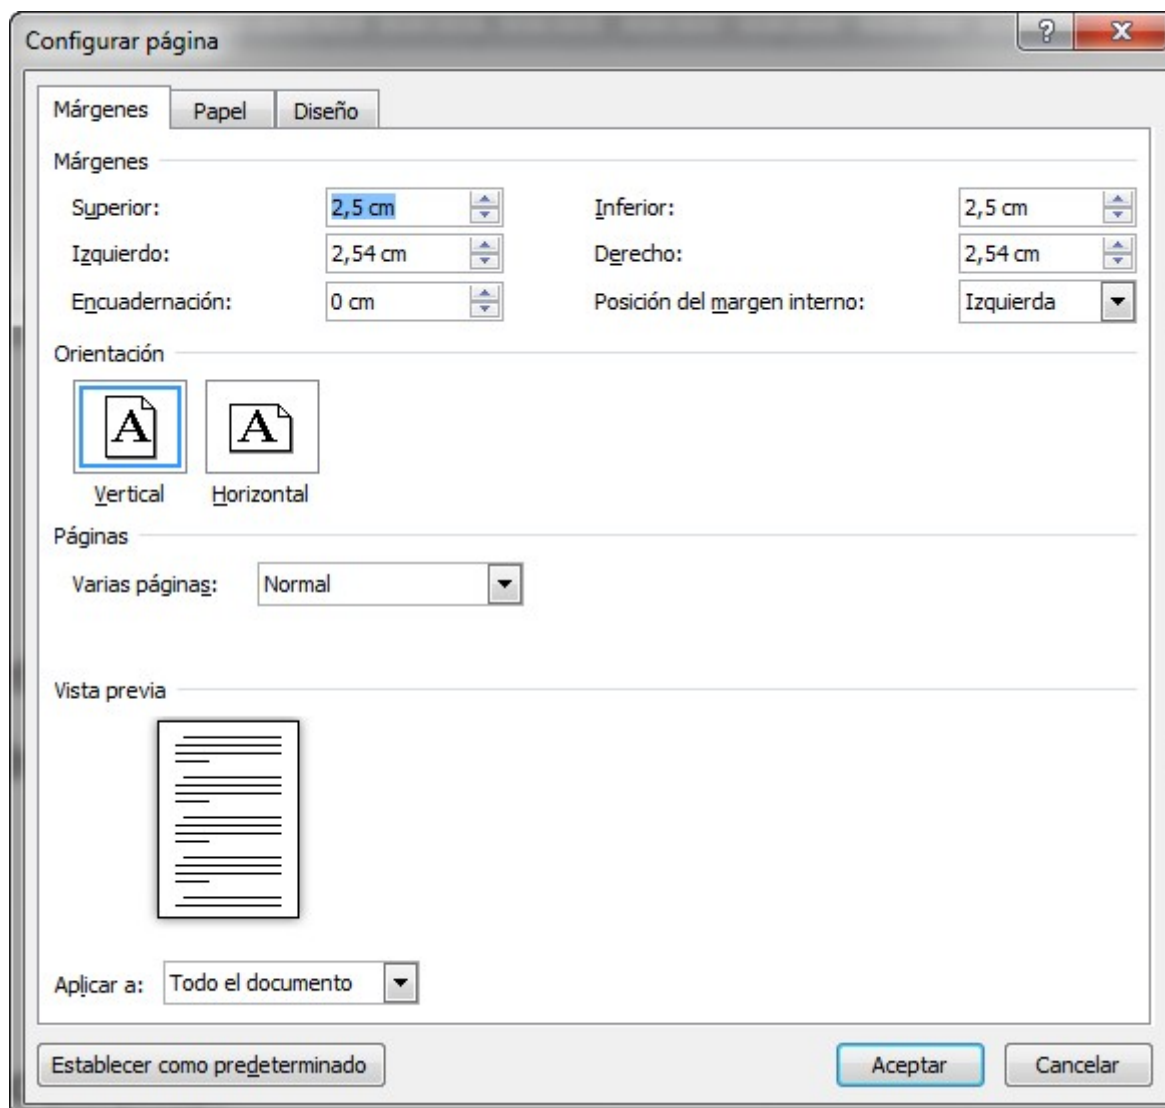 Configurar página
Márgenes Papel Diseño
Márgenes
Superior: 2,5 cm Inferior: 2,5 cm
Izquierdo: 2,54 cm Derecho: 2,54 cm
Encuadernación: 0 cm Posición del margen interno: Izquierda
Orientación
A A
Vertical Horizontal
Páginas
Varias páginas: Normal
Vista previa
Aplicar a: Todo el documento
Establecer como predeterminado Aceptar Cancelar